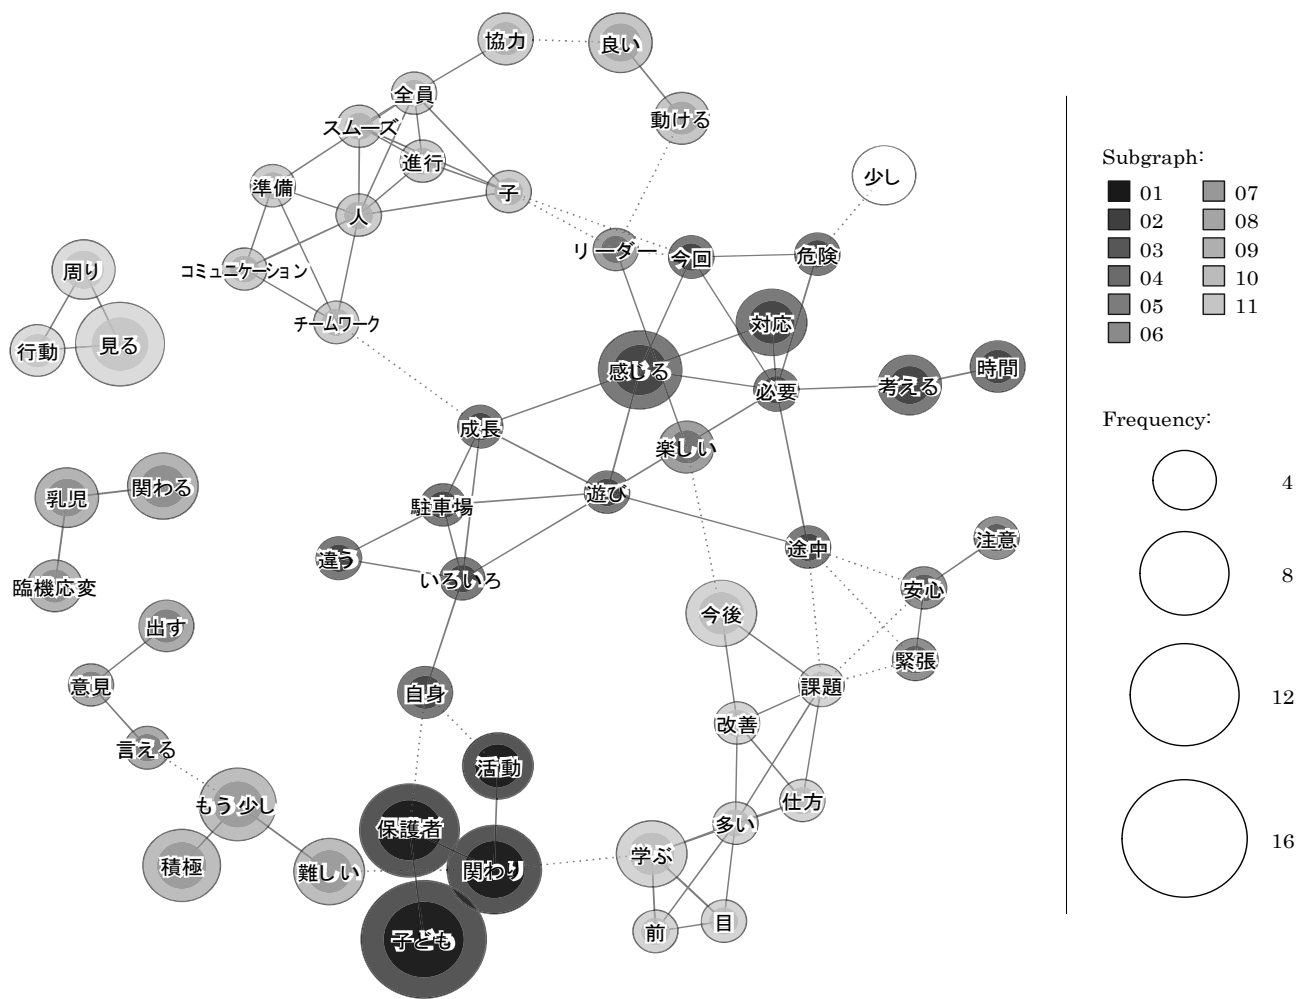 協力
良い
全員
スムーズ
動ける
進行
少し
準備
子
人
リーダー
今回
危険
周り
コミュニケーション
チームワーク
対応
行動
見る
感じる
必要
考える
時間
成長
楽しい
乳児
関わる
駐車場
遊び
違う
いろいろ
途中
注意
臨機応変
安心
出す
今後
緊張
意見
自身
課題
言える
改善
活動
もう少し
保護者
仕方
多い
積極
難しい
関わり
学ぶ
子ども
前
目
Subgraph:
01
02
03
04
05
06
07
08
09
10
11
Frequency:
4
8
12
16